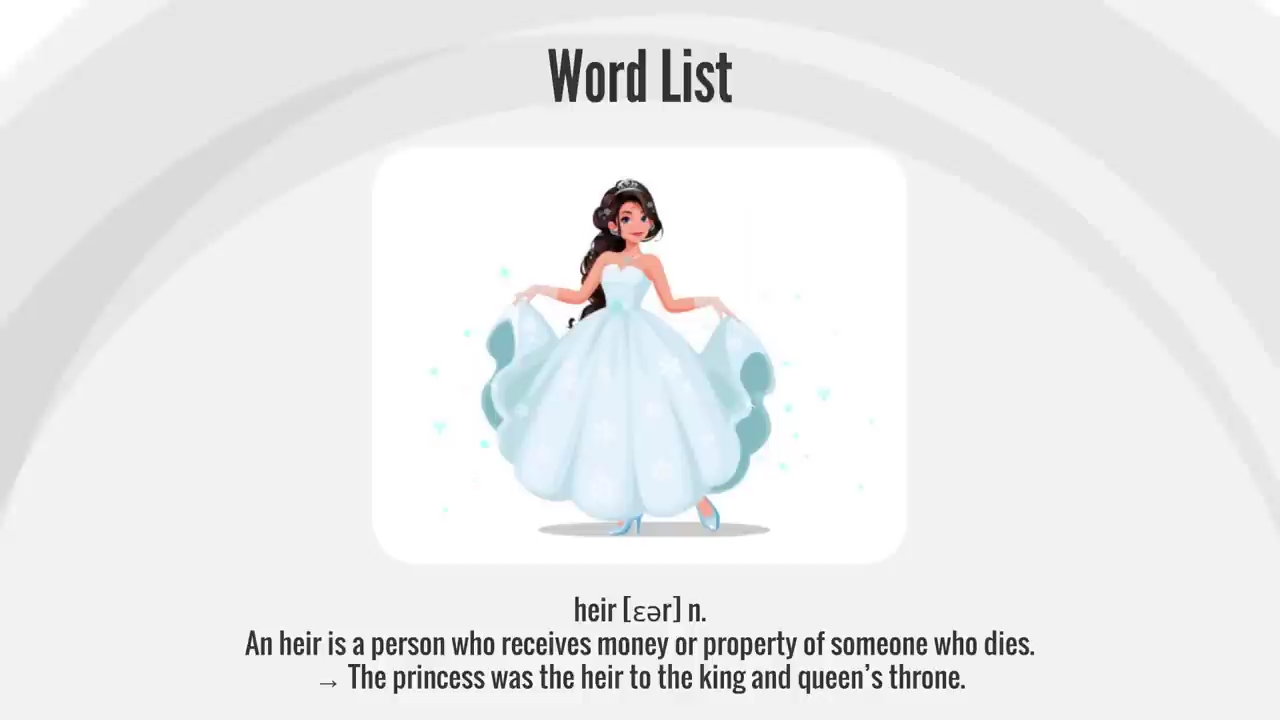 Word List
heir [ɛər] n.
An heir is a person who receives money or property of someone who dies.
→ The princess was the heir to the king and queen’s throne.